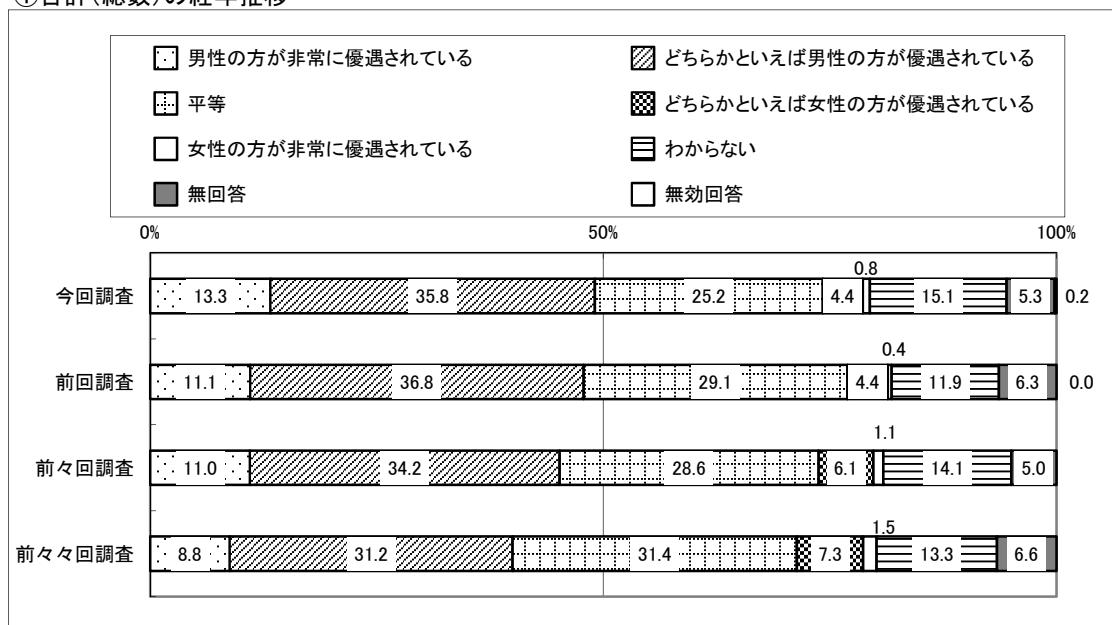 ①合計（総数）の経年推移
男性の方が非常に優遇されている
どちらかといえば男性の方が優遇されている
平等
どちらかといえば女性の方が優遇されている
女性の方が非常に優遇されている
わからない
無回答
無効回答
0% 50% 100%
0.8
今回調査 13.3 35.8 25.2 4.4 15.1 5.3 0.2
0.4
前回調査 11.1 36.8 29.1 4.4 11.9 6.3 0.0
1.1
前々回調査 11.0 34.2 28.6 6.1 14.1 5.0
1.5
前々々回調査 8.8 31.2 31.4 7.3 13.3 6.6